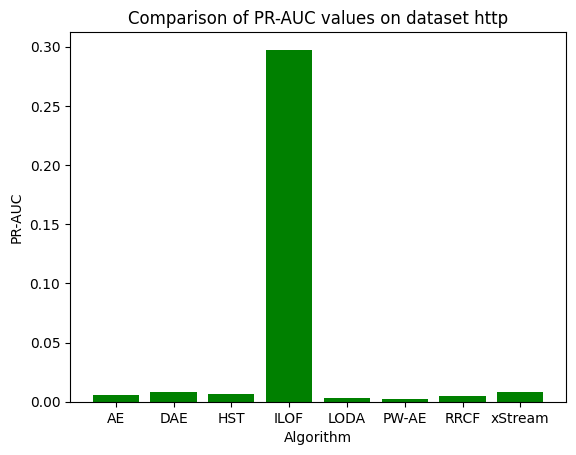 Comparison of PR-AUC values on dataset http
PR-AUC
0.30
0.25
0.20
0.15
0.10
0.05
0.00
AE DAE HST ILOF LODA PW-AE RRCF xStream
Algorithm